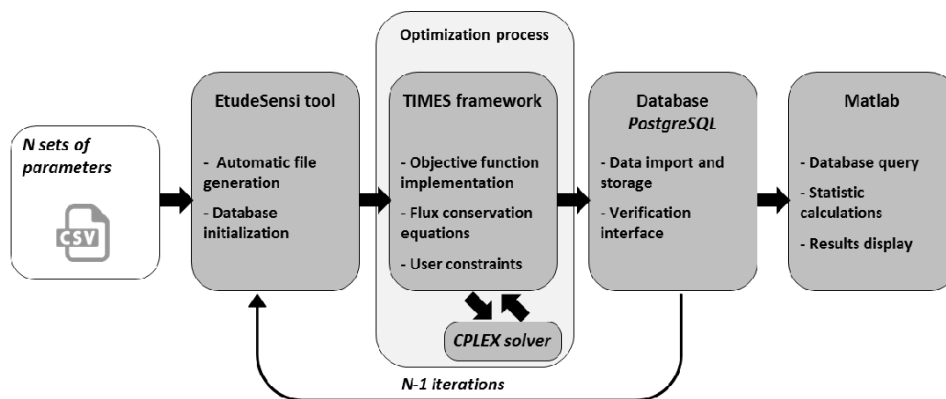 Optimization process
N sets of
parameters
CSV
EtudeSensi tool
- Automatic file
generation
- Database
initialization
TIMES framework
- Objective function
implementation
- Flux conservation
equations
- User constraints
CPLEX solver
Database
PostgreSQL
- Data import and
storage
- Verification
interface
Matlab
- Database query
- Statistic
calculations
- Results display
N-1 iterations